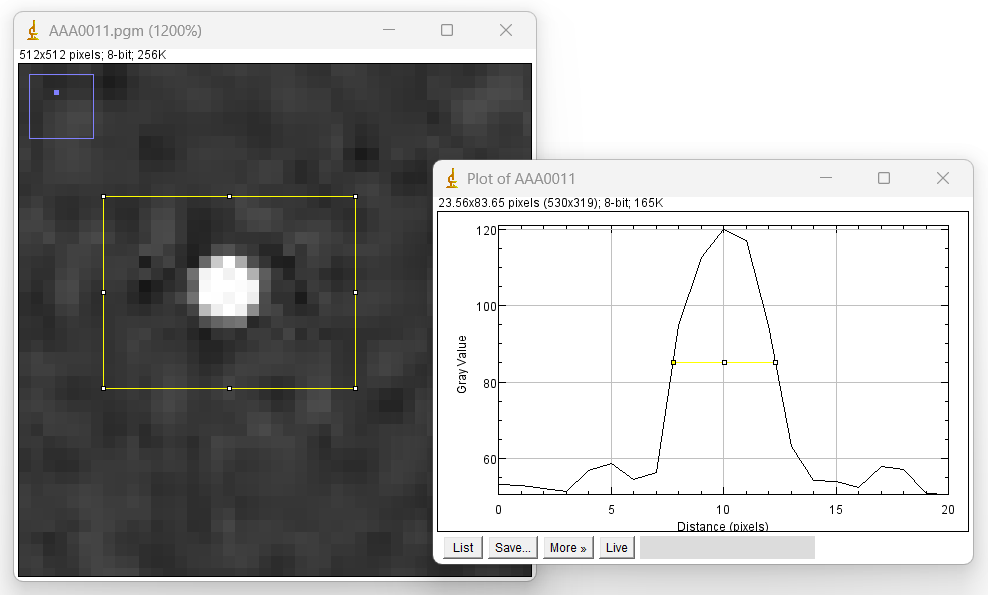 AAA0011.pgm (1200%)
512x512 pixels; 8-bit; 256K
Plot of AAA0011
23.56x83.65 pixels (530x319); 8-bit; 165K
120
100
80
60
Gray Value
0 5 10 15 20
Distance (pixels)
List Save... More » Live